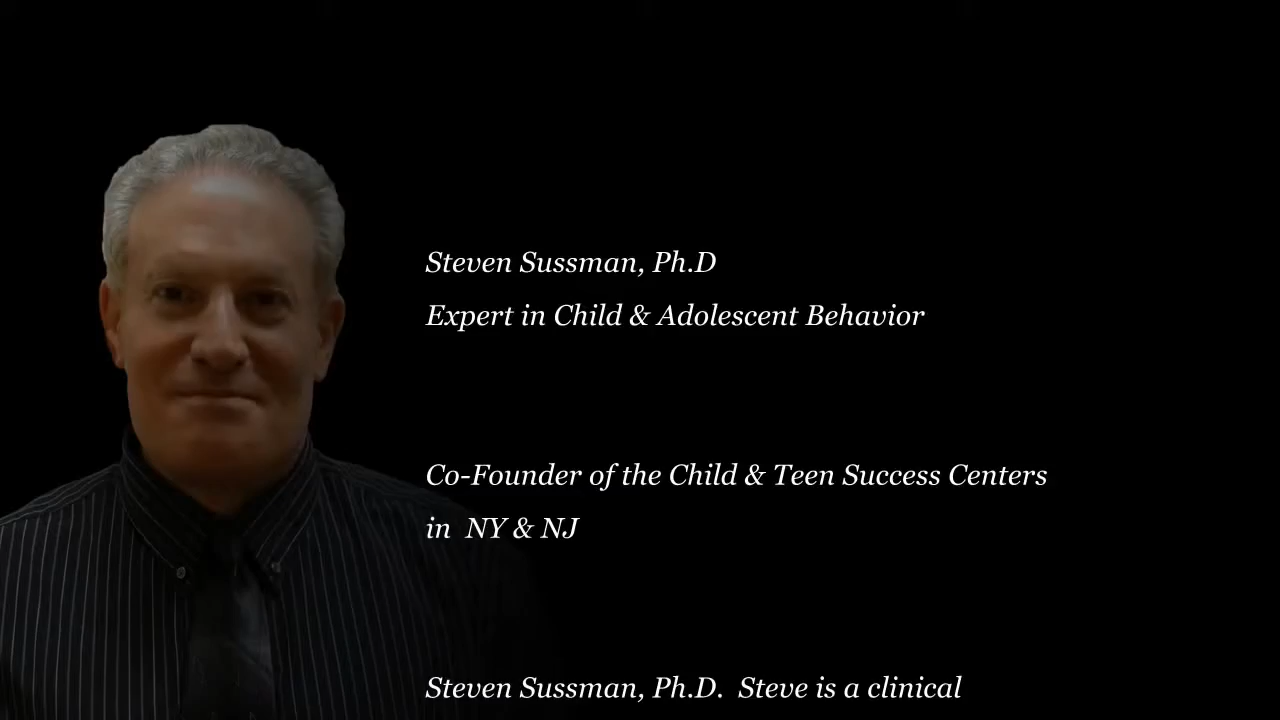 Steven Sussman, Ph.D
Expert in Child & Adolescent Behavior
Co-Founder of the Child & Teen Success Centers
in  NY & NJ
Steven Sussman, Ph.D.  Steve is a clinical